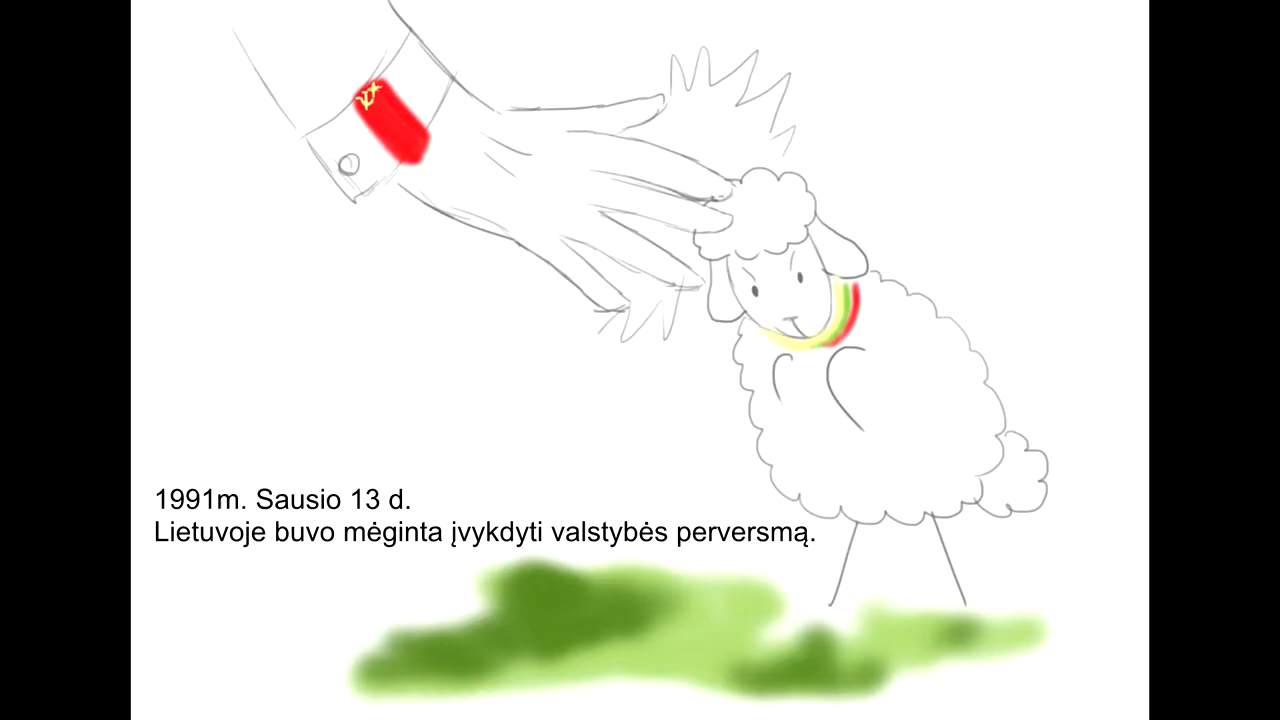 1991m. Sausio 13 d.
Lietuvoje buvo mėginta įvykdyti valstybės perversmą.